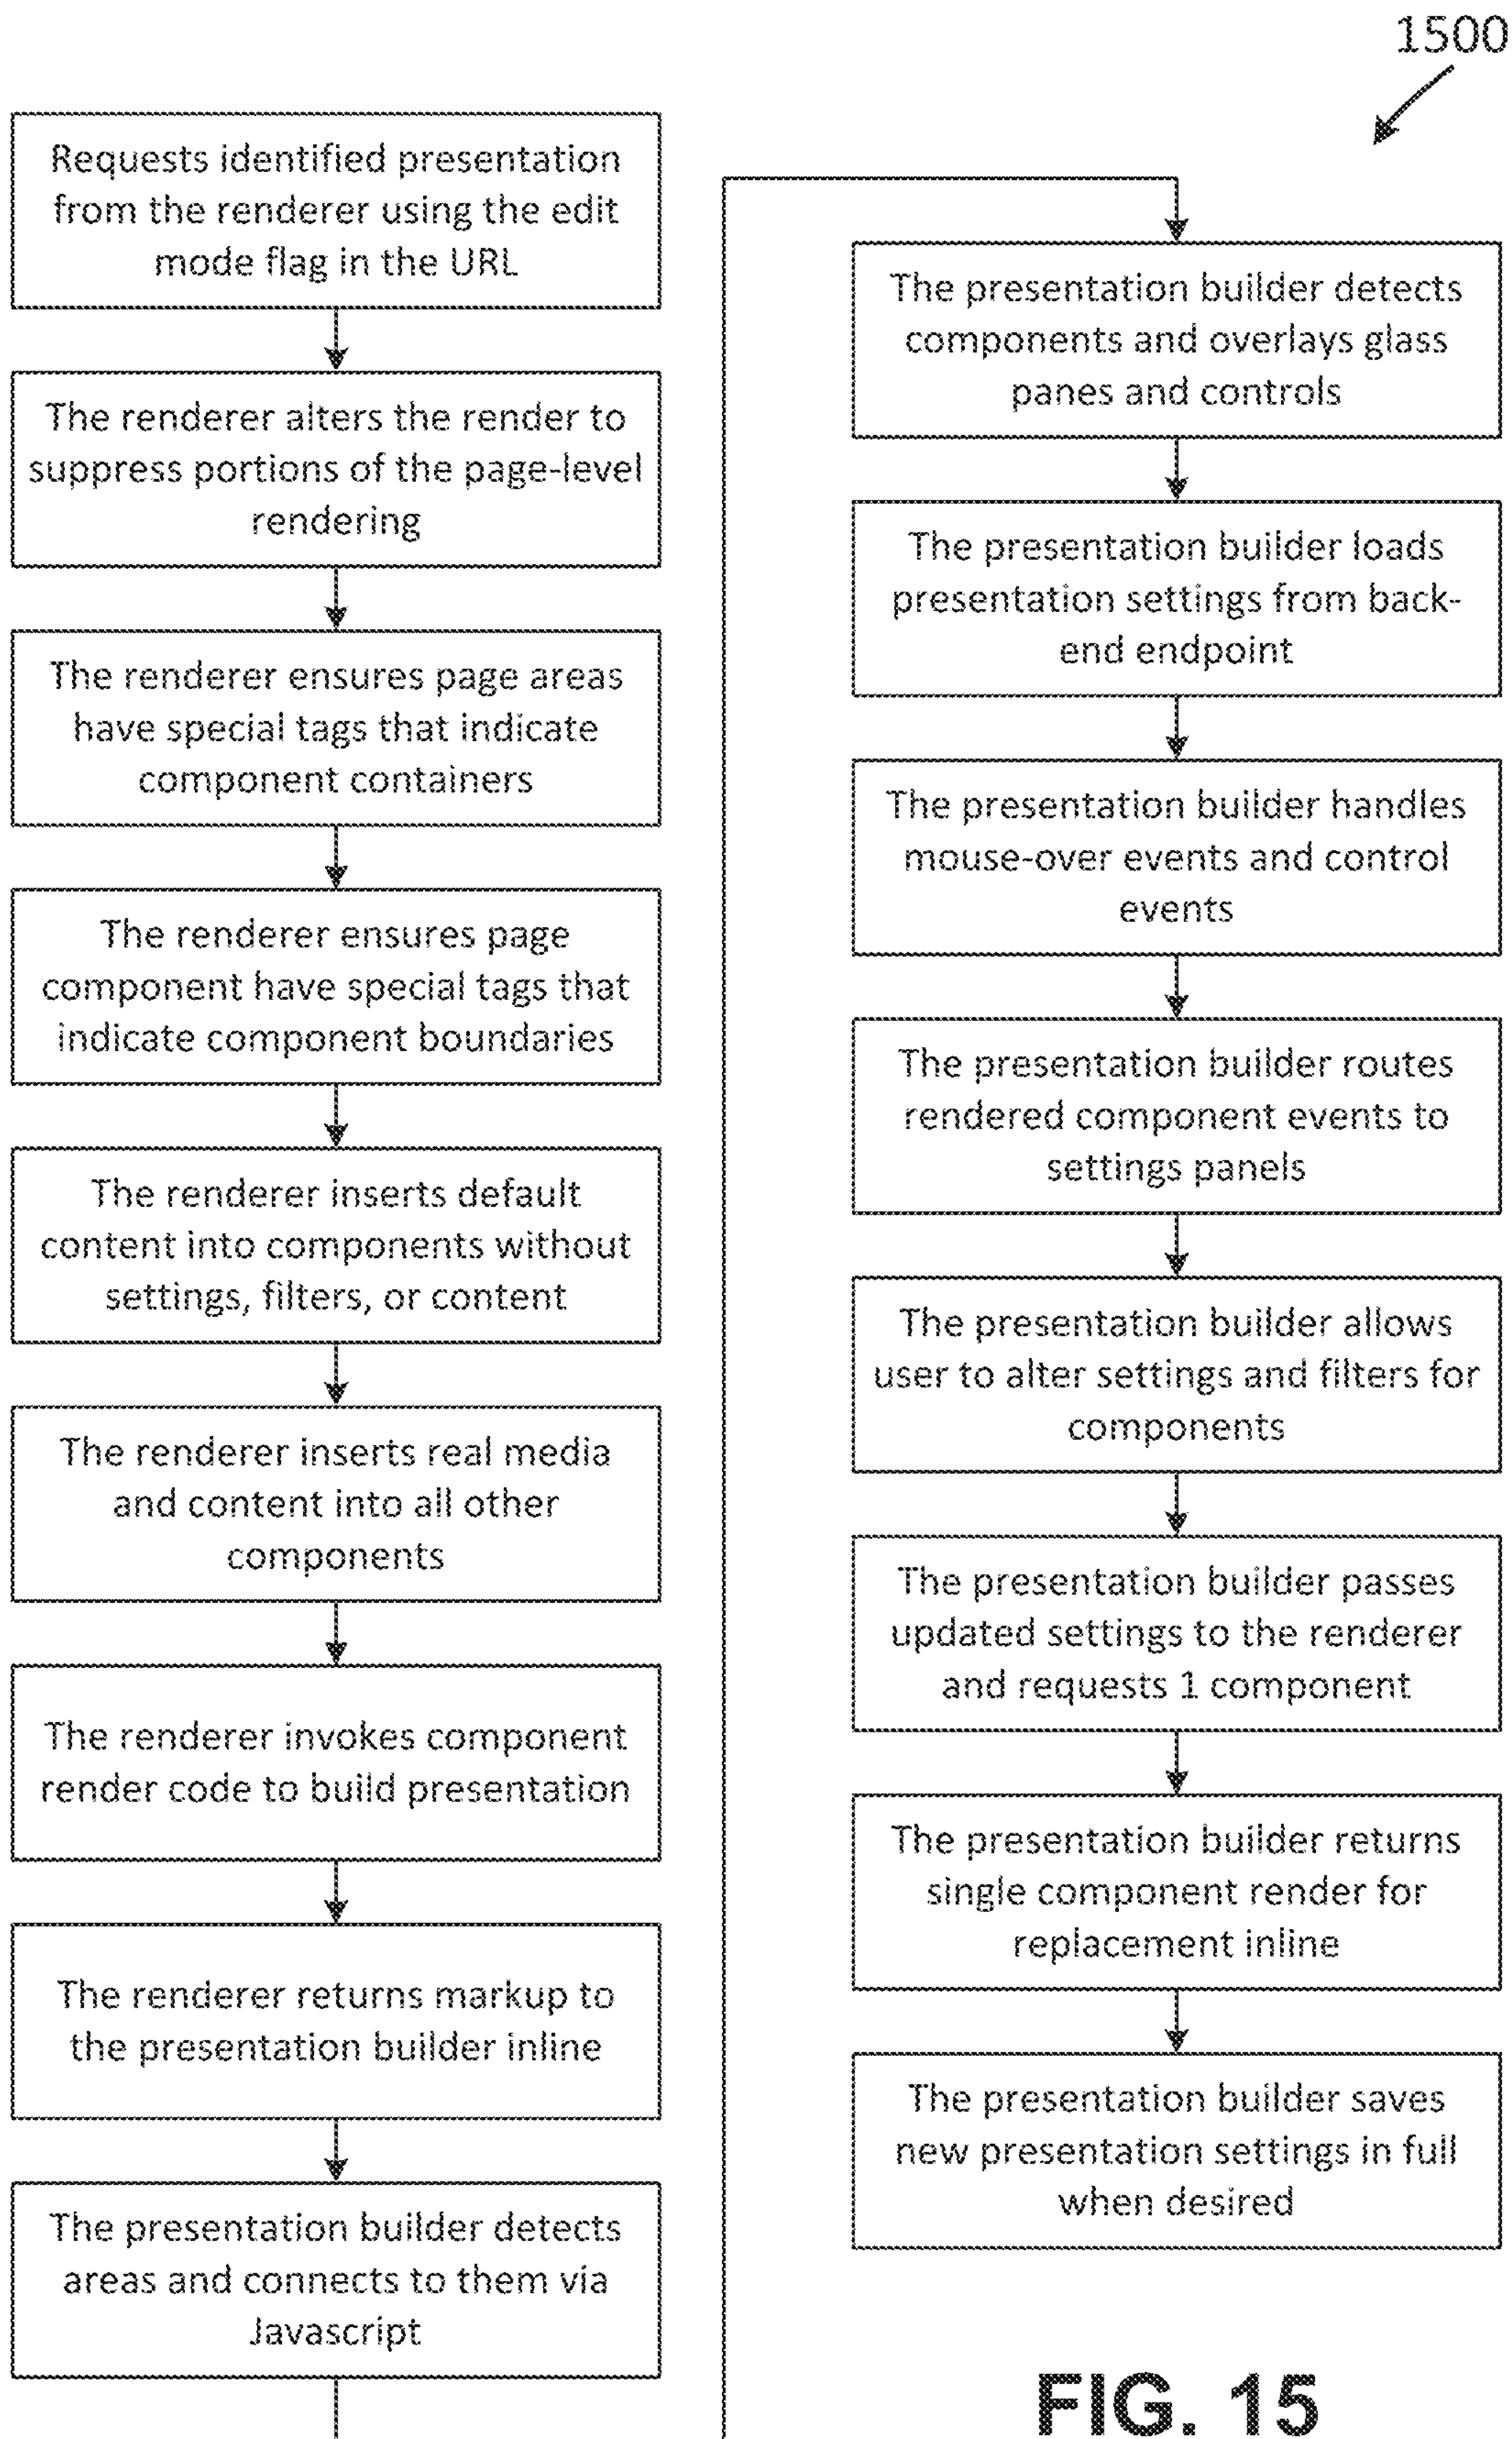 1500
Requests identified presentation
from the renderer using the edit
mode flag in the URL
The renderer alters the render to
suppress portions of the page-level
rendering
The renderer ensures page areas
have special tags that indicate
component containers
The renderer ensures page
component have special tags that
indicate component boundaries
The renderer inserts default
content into components without
settings, filters, or content
The renderer inserts real media
and content into all other
components
The renderer invokes component
render code to build presentation
The renderer returns markup to
the presentation builder inline
The presentation builder detects
areas and connects to them via
Javascript
The presentation builder detects
components and overlays glass
panes and controls
The presentation builder loads
presentation settings from back-
end endpoint
The presentation builder handles
mouse-over events and control
events
The presentation builder routes
rendered component events to
settings panels
The presentation builder allows
user to alter settings and filters for
components
The presentation builder passes
updated settings to the renderer
and requests 1 component
The presentation builder returns
single component render for
replacement inline
The presentation builder saves
new presentation settings in full
when desired
FIG. 15